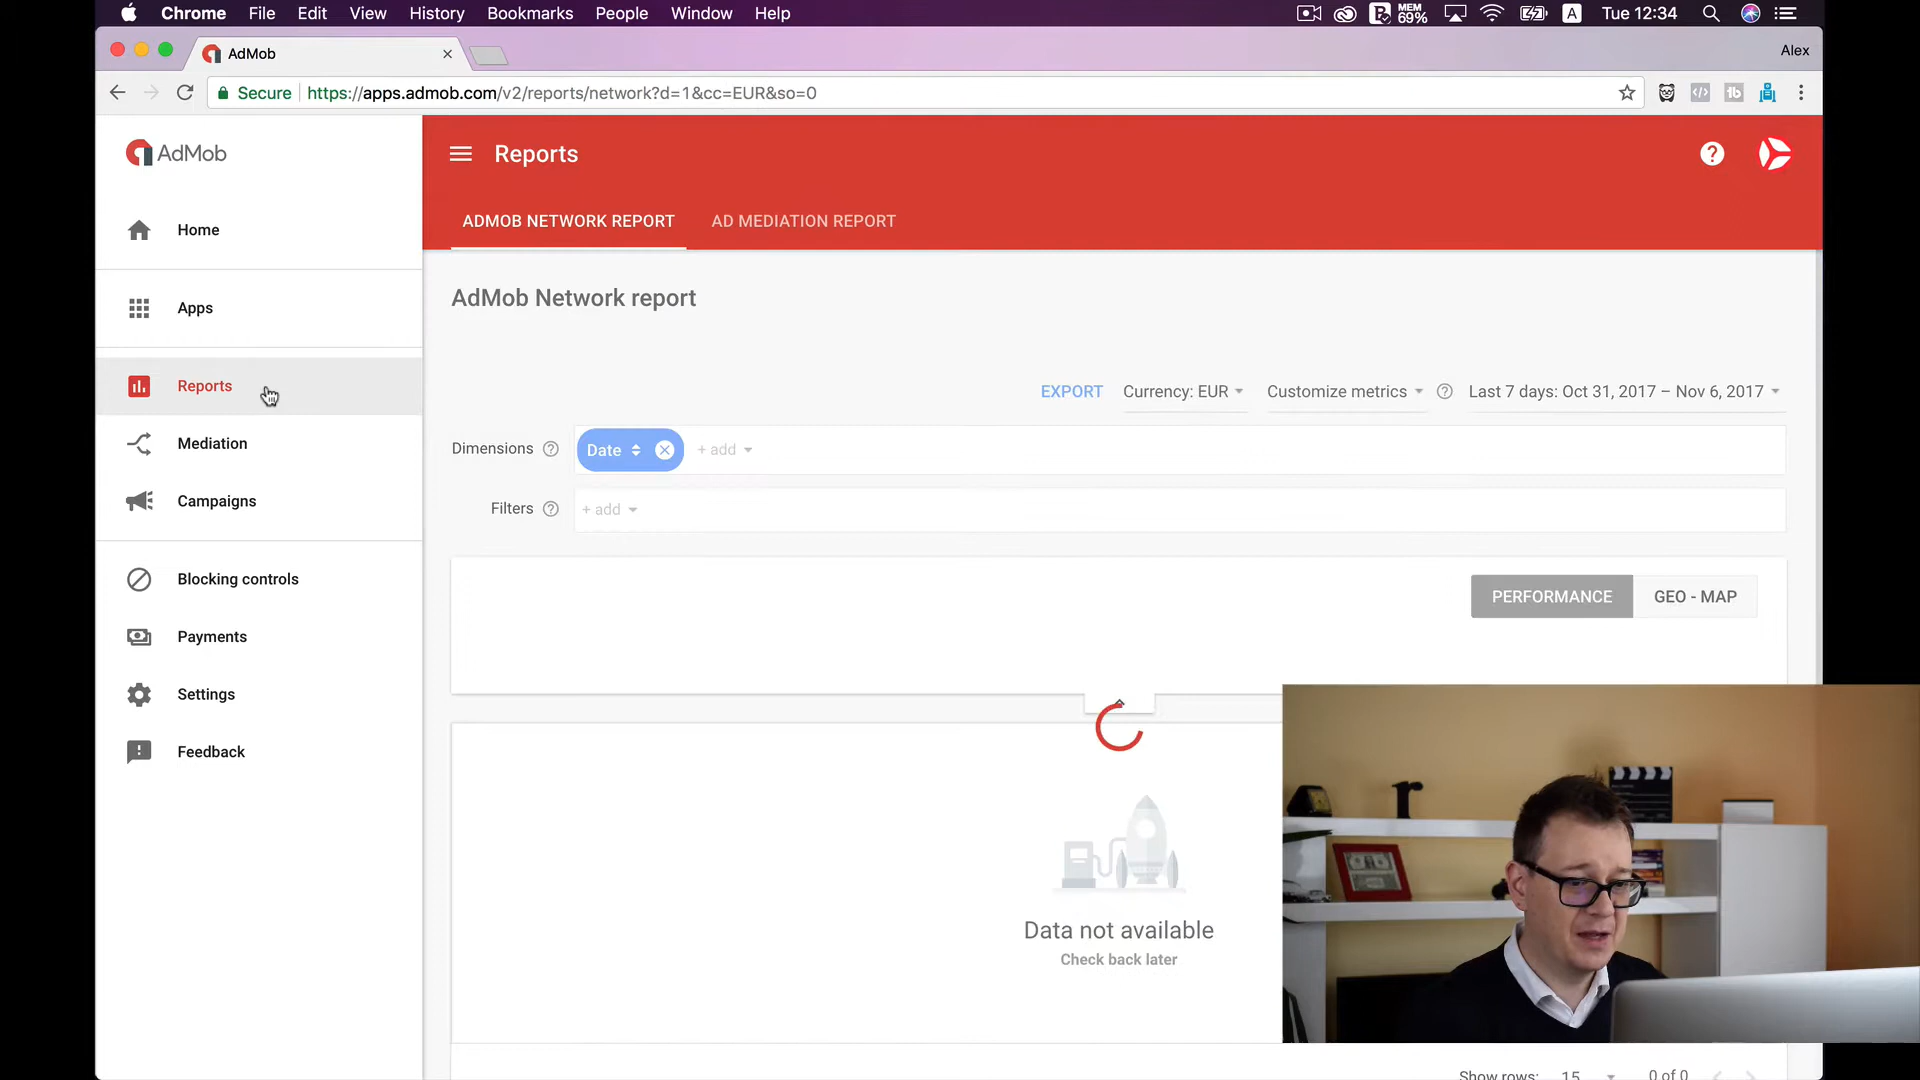 Chrome File Edit View History Bookmarks People Window Help MEM 69% A Tue 12:34
AdMob Alex
Secure https://apps.admob.com/v2/reports/network?d=1&cc=EUR&so=0
AdMob
Reports
ADMOB NETWORK REPORT AD MEDIATION REPORT
Home
Apps
Reports
Mediation
Campaigns
Blocking controls
Payments
Settings
Feedback
AdMob Network report
EXPORT Currency: EUR Customize metrics Last 7 days: Oct 31, 2017 – Nov 6, 2017
Dimensions Date + add
Filters + add
PERFORMANCE GEO - MAP
Data not available
Check back later
Show rows: 15 0 of 0